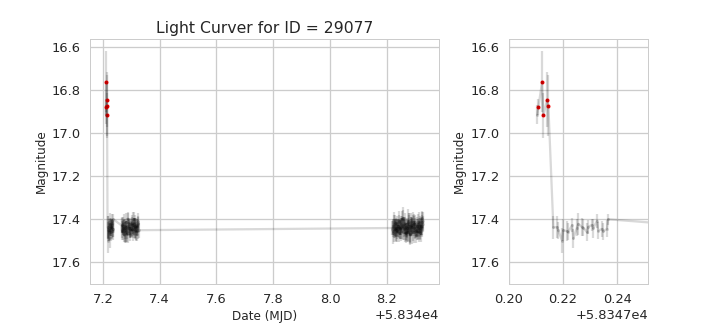 Light Curver for ID = 29077
16.6
16.8
17.0
17.2
17.4
17.6
Magnitude
7.2 7.4 7.6 7.8 8.0 8.2
Date (MJD)
+5.834e4
16.6
16.8
17.0
17.2
17.4
17.6
Magnitude
0.20 0.22 0.24
+5.8347e4